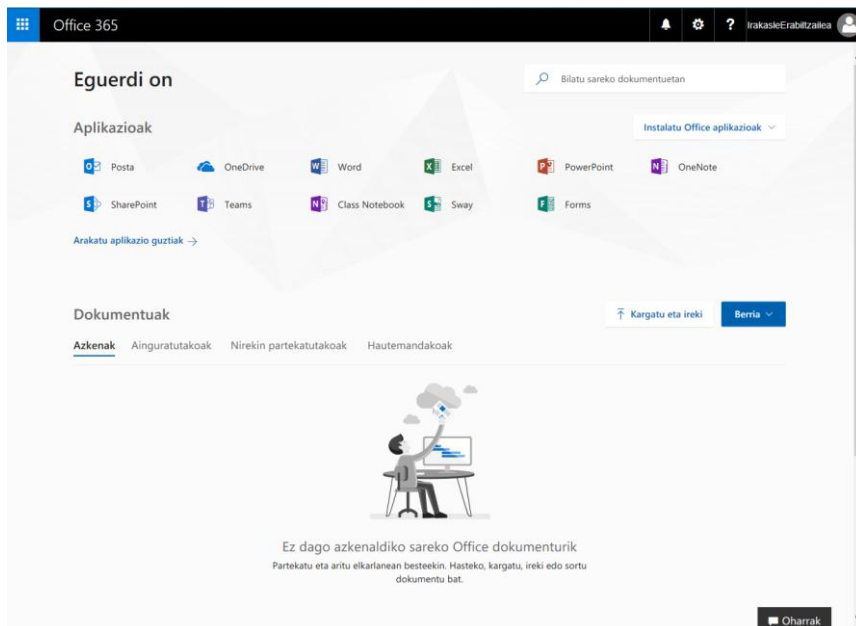 Office 365
? IrakasleErabiltzailea
Eguerdi on
Bilatu sareko dokumentuetan
Aplikazioak
Instalatu Office aplikazioak
Posta OneDrive Word Excel PowerPoint OneNote
SharePoint Teams Class Notebook Sway Forms
Arakatu aplikazio guztiak →
Dokumentuak
Kargatu eta ireki Berria
Azkenak Ainguratutakoak Nirekin partekatutakoak Hautemandakoak
Ez dago azkenaldiko sareko Office dokumenturik
Partekatu eta aritu elkarlanean besteekin. Hasteko, kargatu, ireki edo sortu
dokumentu bat.
Oharrak